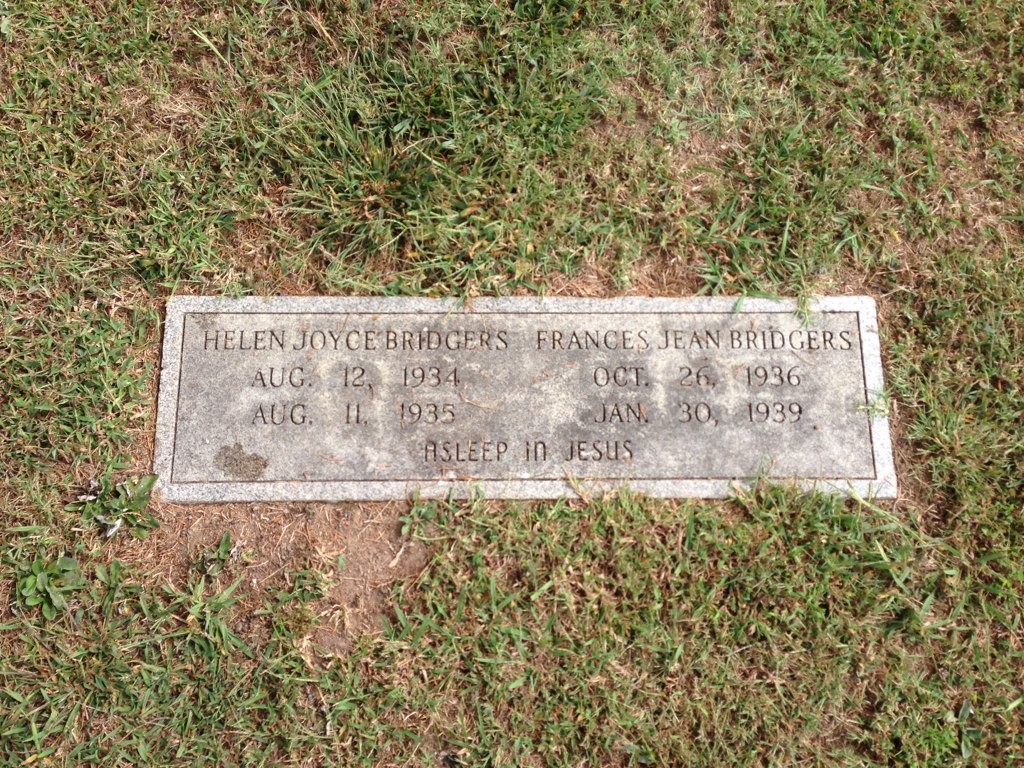 HELEN JOYCE BRIDGERS FRANCES JEAN BRIDGERS
AUG. 12, 1934 OCT. 26, 1936
AUG. 11, 1935 JAN. 30, 1939
ASLEEP IN JESUS